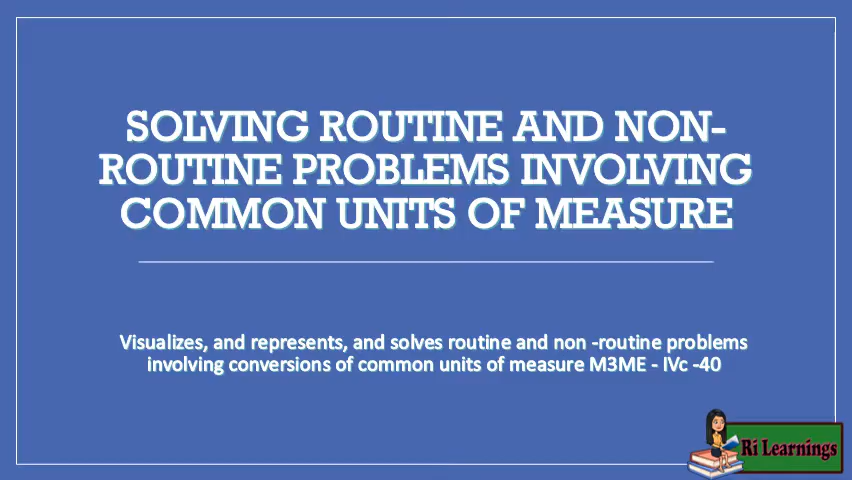 SOLVING ROUTINE AND NON-
ROUTINE PROBLEMS INVOLVING
COMMON UNITS OF MEASURE
Visualizes, and represents, and solves routine and non -routine problems
involving conversions of common units of measure M3ME - IVc -40
Ri Learnings